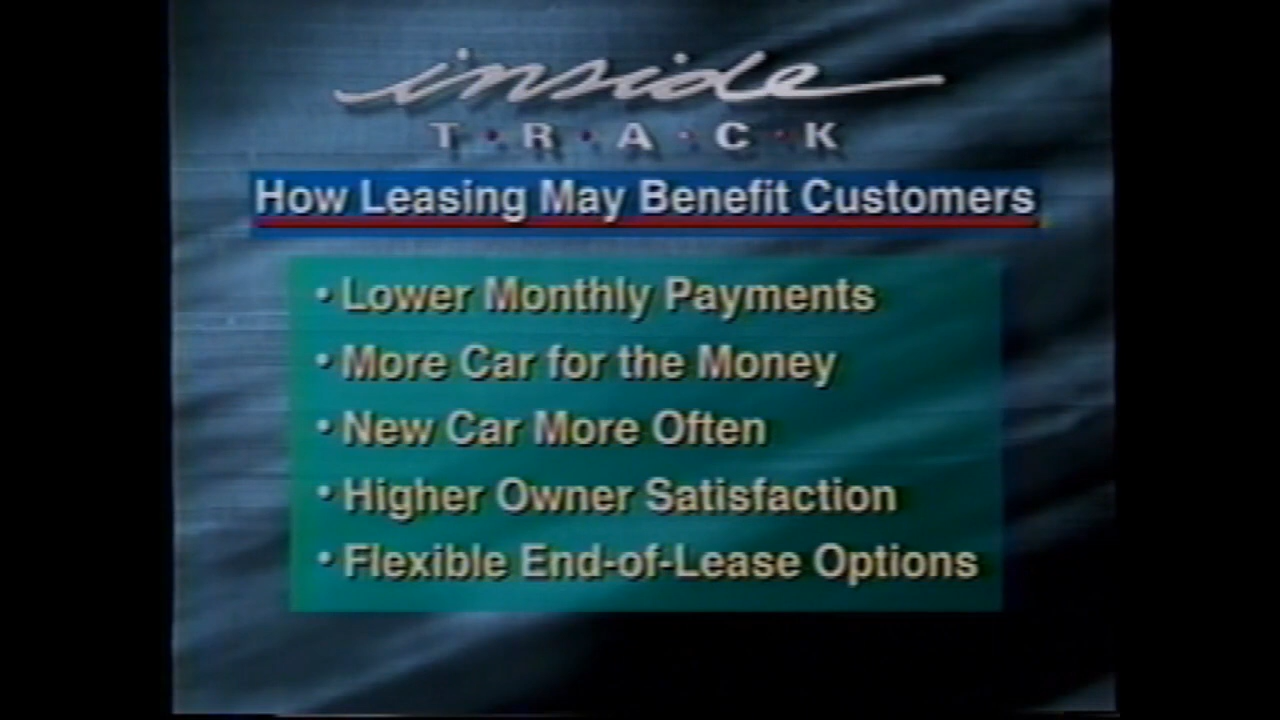 inside
T·R·A·C·K
How Leasing May Benefit Customers
• Lower Monthly Payments
• More Car for the Money
• New Car More Often
• Higher Owner Satisfaction
• Flexible End-of-Lease Options